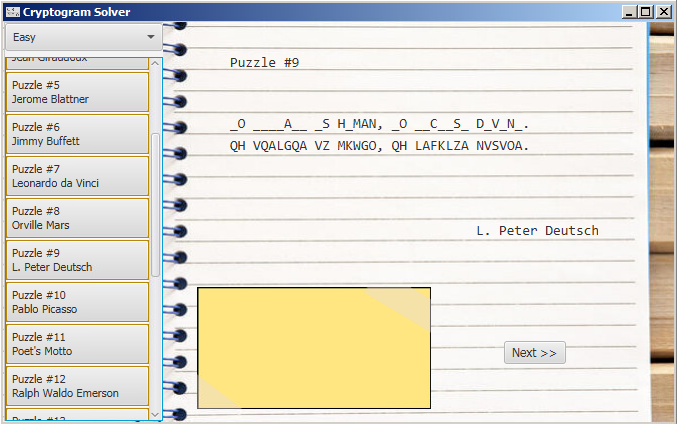 Cryptogram Solver
Easy
Jean Giraudoux
Puzzle #5
Jerome Blattner
Puzzle #6
Jimmy Buffett
Puzzle #7
Leonardo da Vinci
Puzzle #8
Orville Mars
Puzzle #9
L. Peter Deutsch
Puzzle #10
Pablo Picasso
Puzzle #11
Poet's Motto
Puzzle #12
Ralph Waldo Emerson
Puzzle #13
Puzzle #9
_O ____A__ _S H_MAN, _O __C__S_ D_V_N_.
QH VQALGQA VZ MKWGO, QH LAFKLZA NVSVOA.
L. Peter Deutsch
Next >>